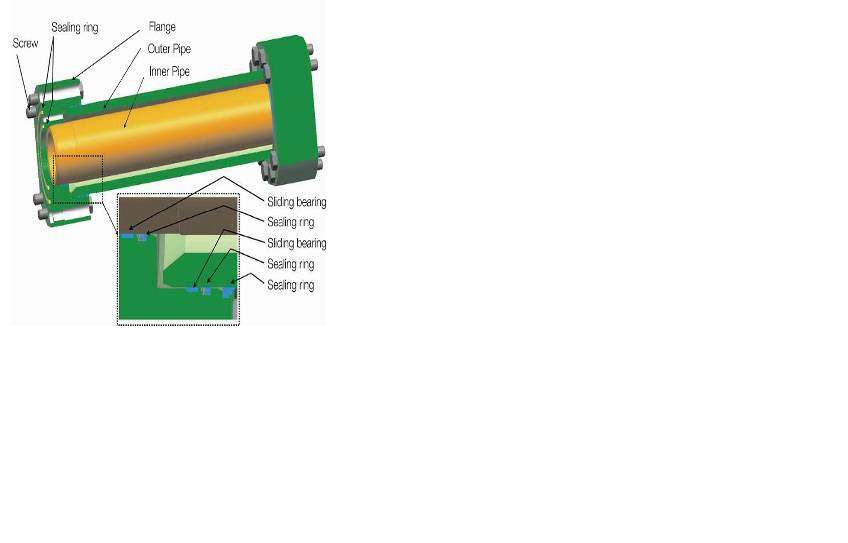 Sealing ring
Flange
Screw
Outer Pipe
Inner Pipe
Sliding bearing
Sealing ring
Sliding bearing
Sealing ring
Sealing ring